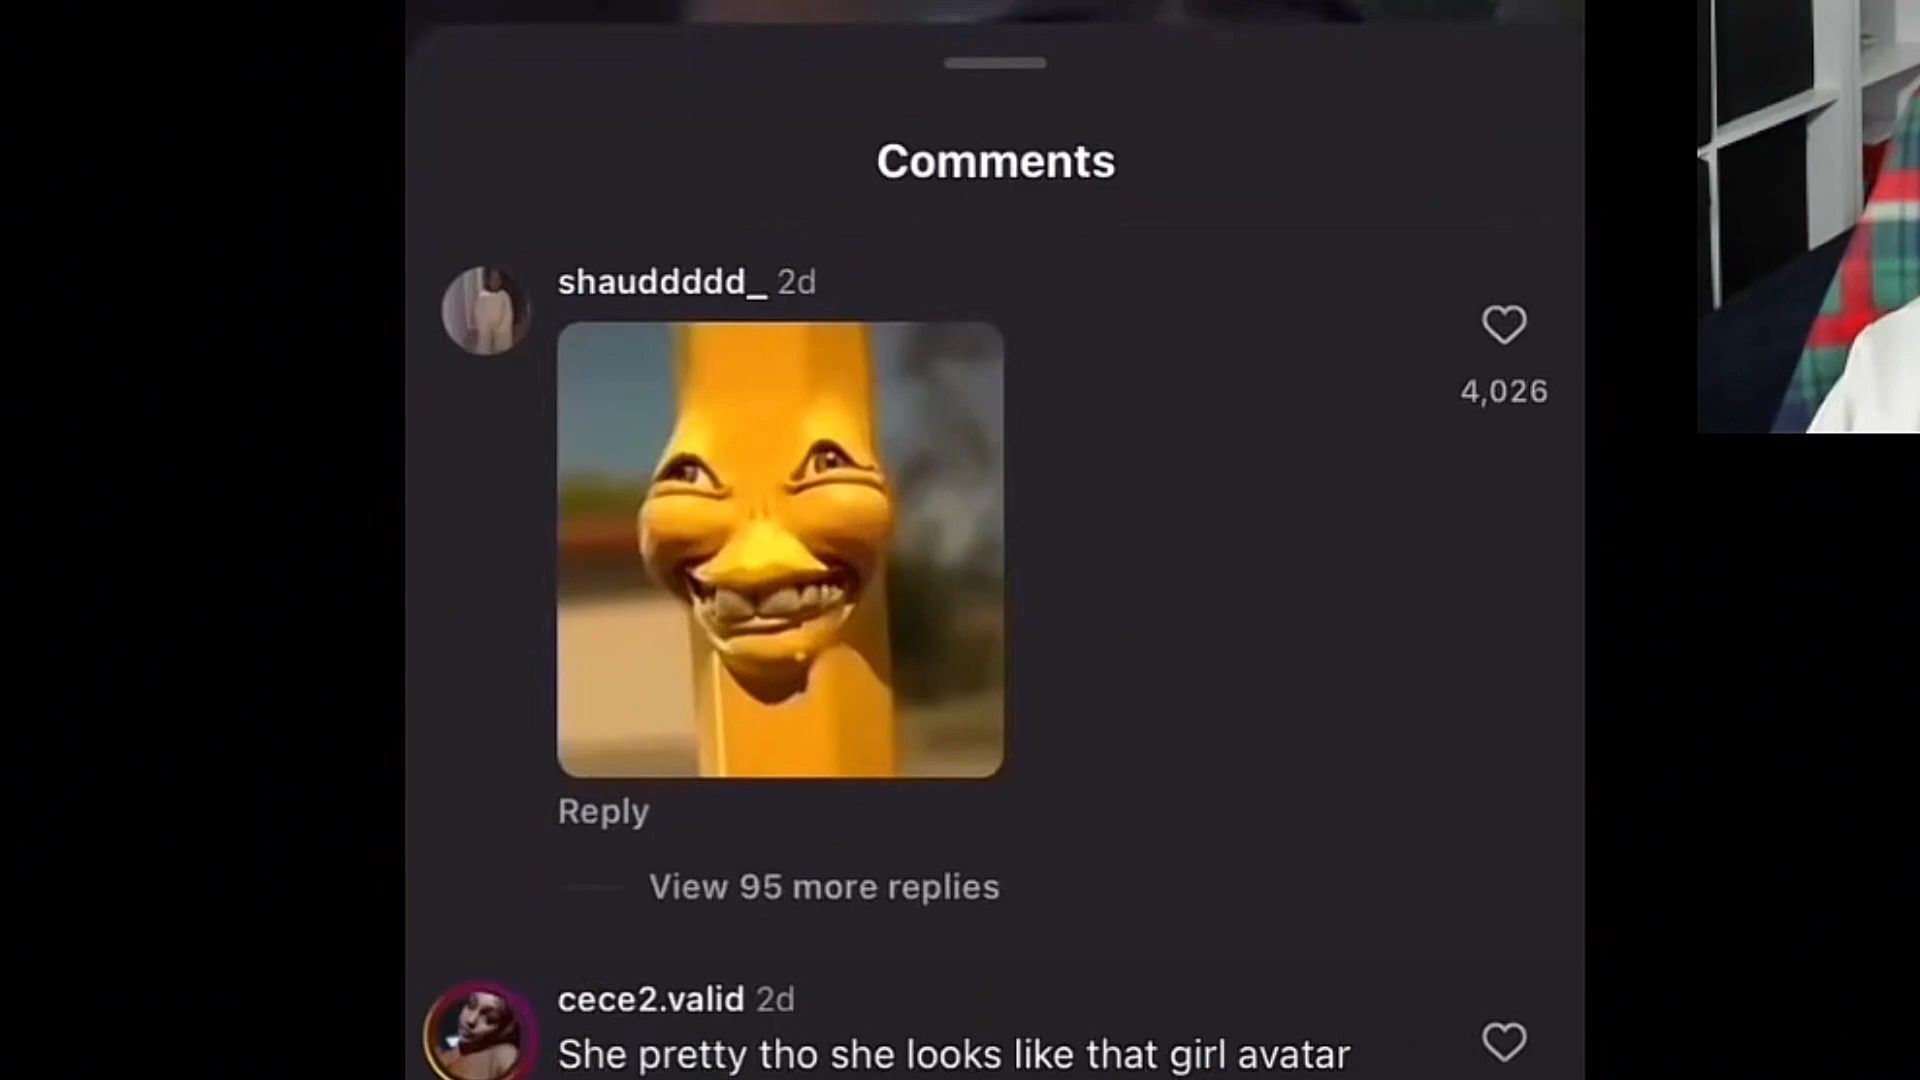 Comments
shauddddd_ 2d
4,026
Reply
View 95 more replies
cece2.valid 2d
She pretty tho she looks like that girl avatar